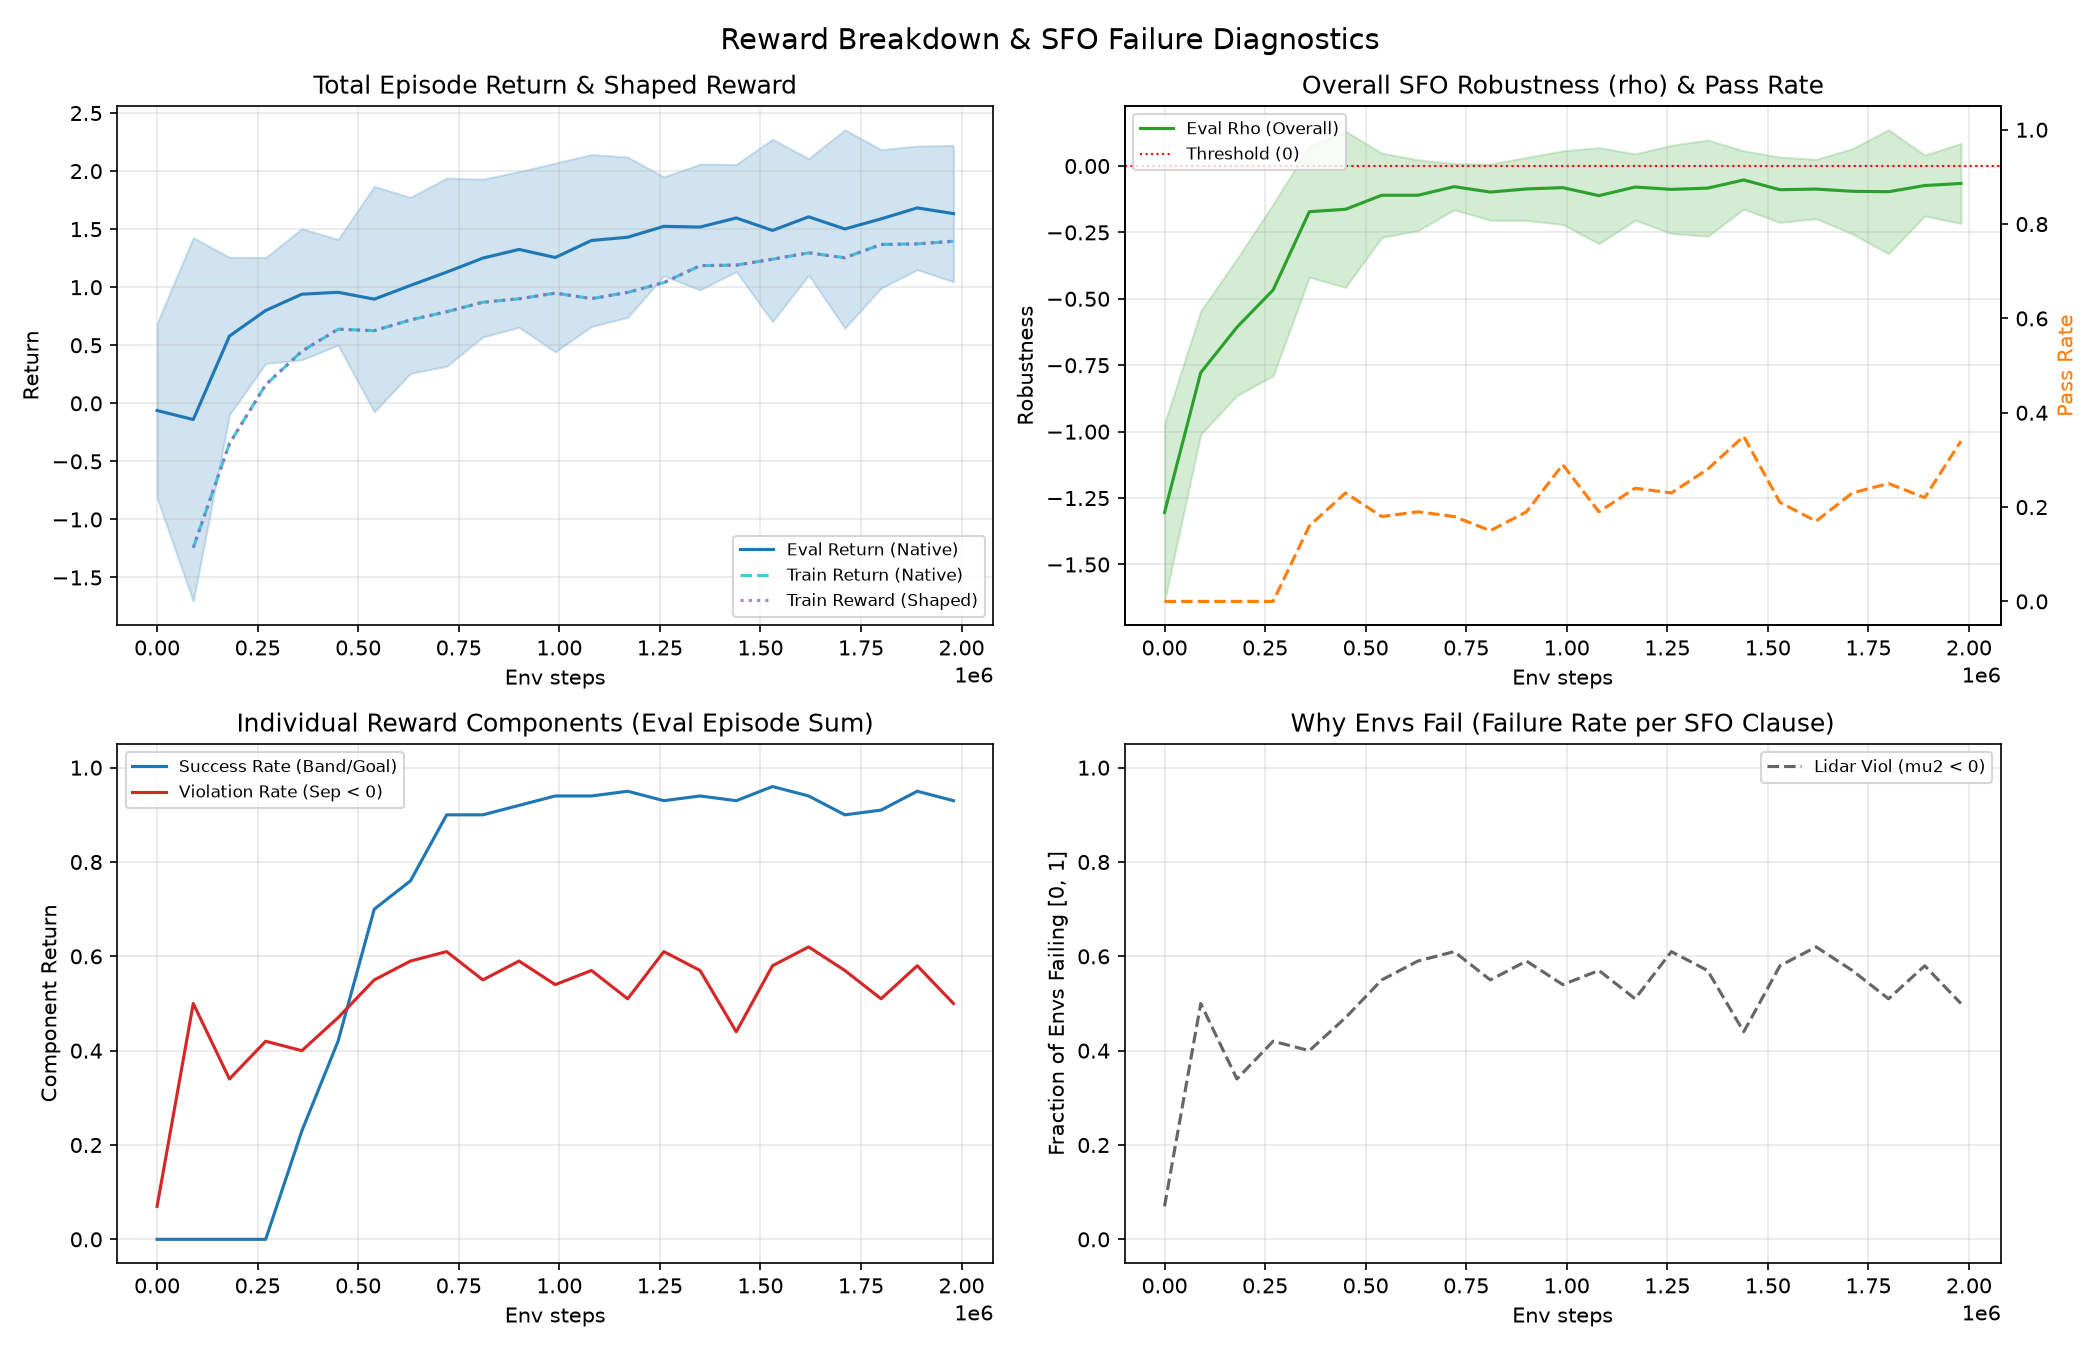 Reward Breakdown & SFO Failure Diagnostics
Total Episode Return & Shaped Reward
2.5
2.0
1.5
1.0
0.5
0.0
−0.5
−1.0
−1.5
Return
Eval Return (Native)
Train Return (Native)
Train Reward (Shaped)
0.00 0.25 0.50 0.75 1.00 1.25 1.50 1.75 2.00
1e6
Env steps
Overall SFO Robustness (rho) & Pass Rate
Eval Rho (Overall)
Threshold (0)
0.00
−0.25
−0.50
−0.75
−1.00
−1.25
−1.50
Robustness
1.0
0.8
0.6
0.4
0.2
0.0
Pass Rate
0.00 0.25 0.50 0.75 1.00 1.25 1.50 1.75 2.00
1e6
Env steps
Individual Reward Components (Eval Episode Sum)
Success Rate (Band/Goal)
Violation Rate (Sep < 0)
1.0
0.8
0.6
0.4
0.2
0.0
Component Return
0.00 0.25 0.50 0.75 1.00 1.25 1.50 1.75 2.00
1e6
Env steps
Why Envs Fail (Failure Rate per SFO Clause)
Lidar Viol (mu2 < 0)
1.0
0.8
0.6
0.4
0.2
0.0
Fraction of Envs Failing [0, 1]
0.00 0.25 0.50 0.75 1.00 1.25 1.50 1.75 2.00
1e6
Env steps